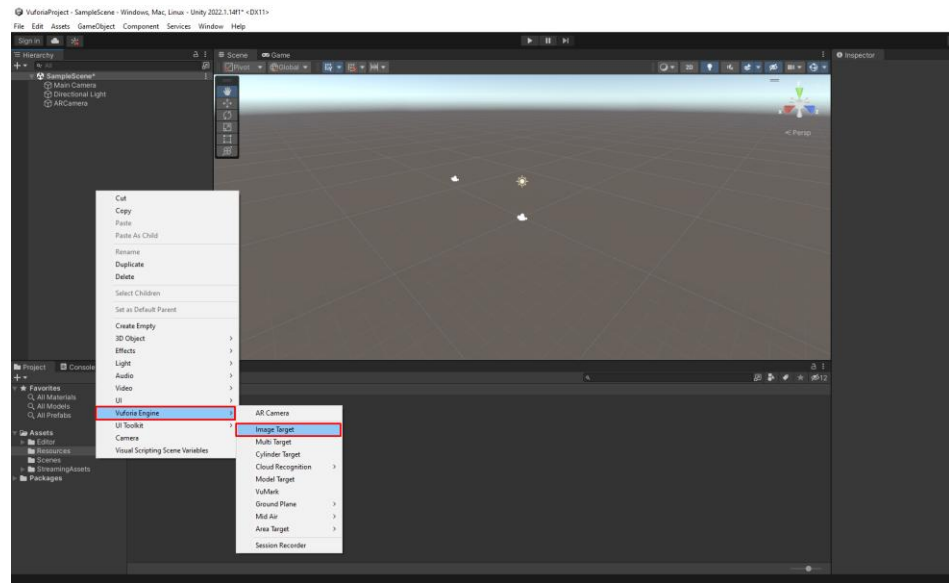 VuforiaProject - SampleScene - Windows, Mac, Linux - Unity 2022.1.14f1* <DX11>
File Edit Assets GameObject Component Services Window Help
Sign in
Hierarchy
All
SampleScene*
Main Camera
Directional Light
ARCamera
Scene Game
Pivot Global
2D
Persp
Inspector
Cut
Copy
Paste
Paste As Child
Rename
Duplicate
Delete
Select Children
Set as Default Parent
Create Empty
3D Object
Effects
Light
Audio
Video
UI
Vuforia Engine
UI Toolkit
Camera
Visual Scripting Scene Variables
AR Camera
Image Target
Multi Target
Cylinder Target
Cloud Recognition
Model Target
VuMark
Ground Plane
Mid Air
Area Target
Session Recorder
Project Console
12
Favorites
All Materials
All Models
All Prefabs
Assets
Editor
Resources
Scenes
StreamingAssets
Packages